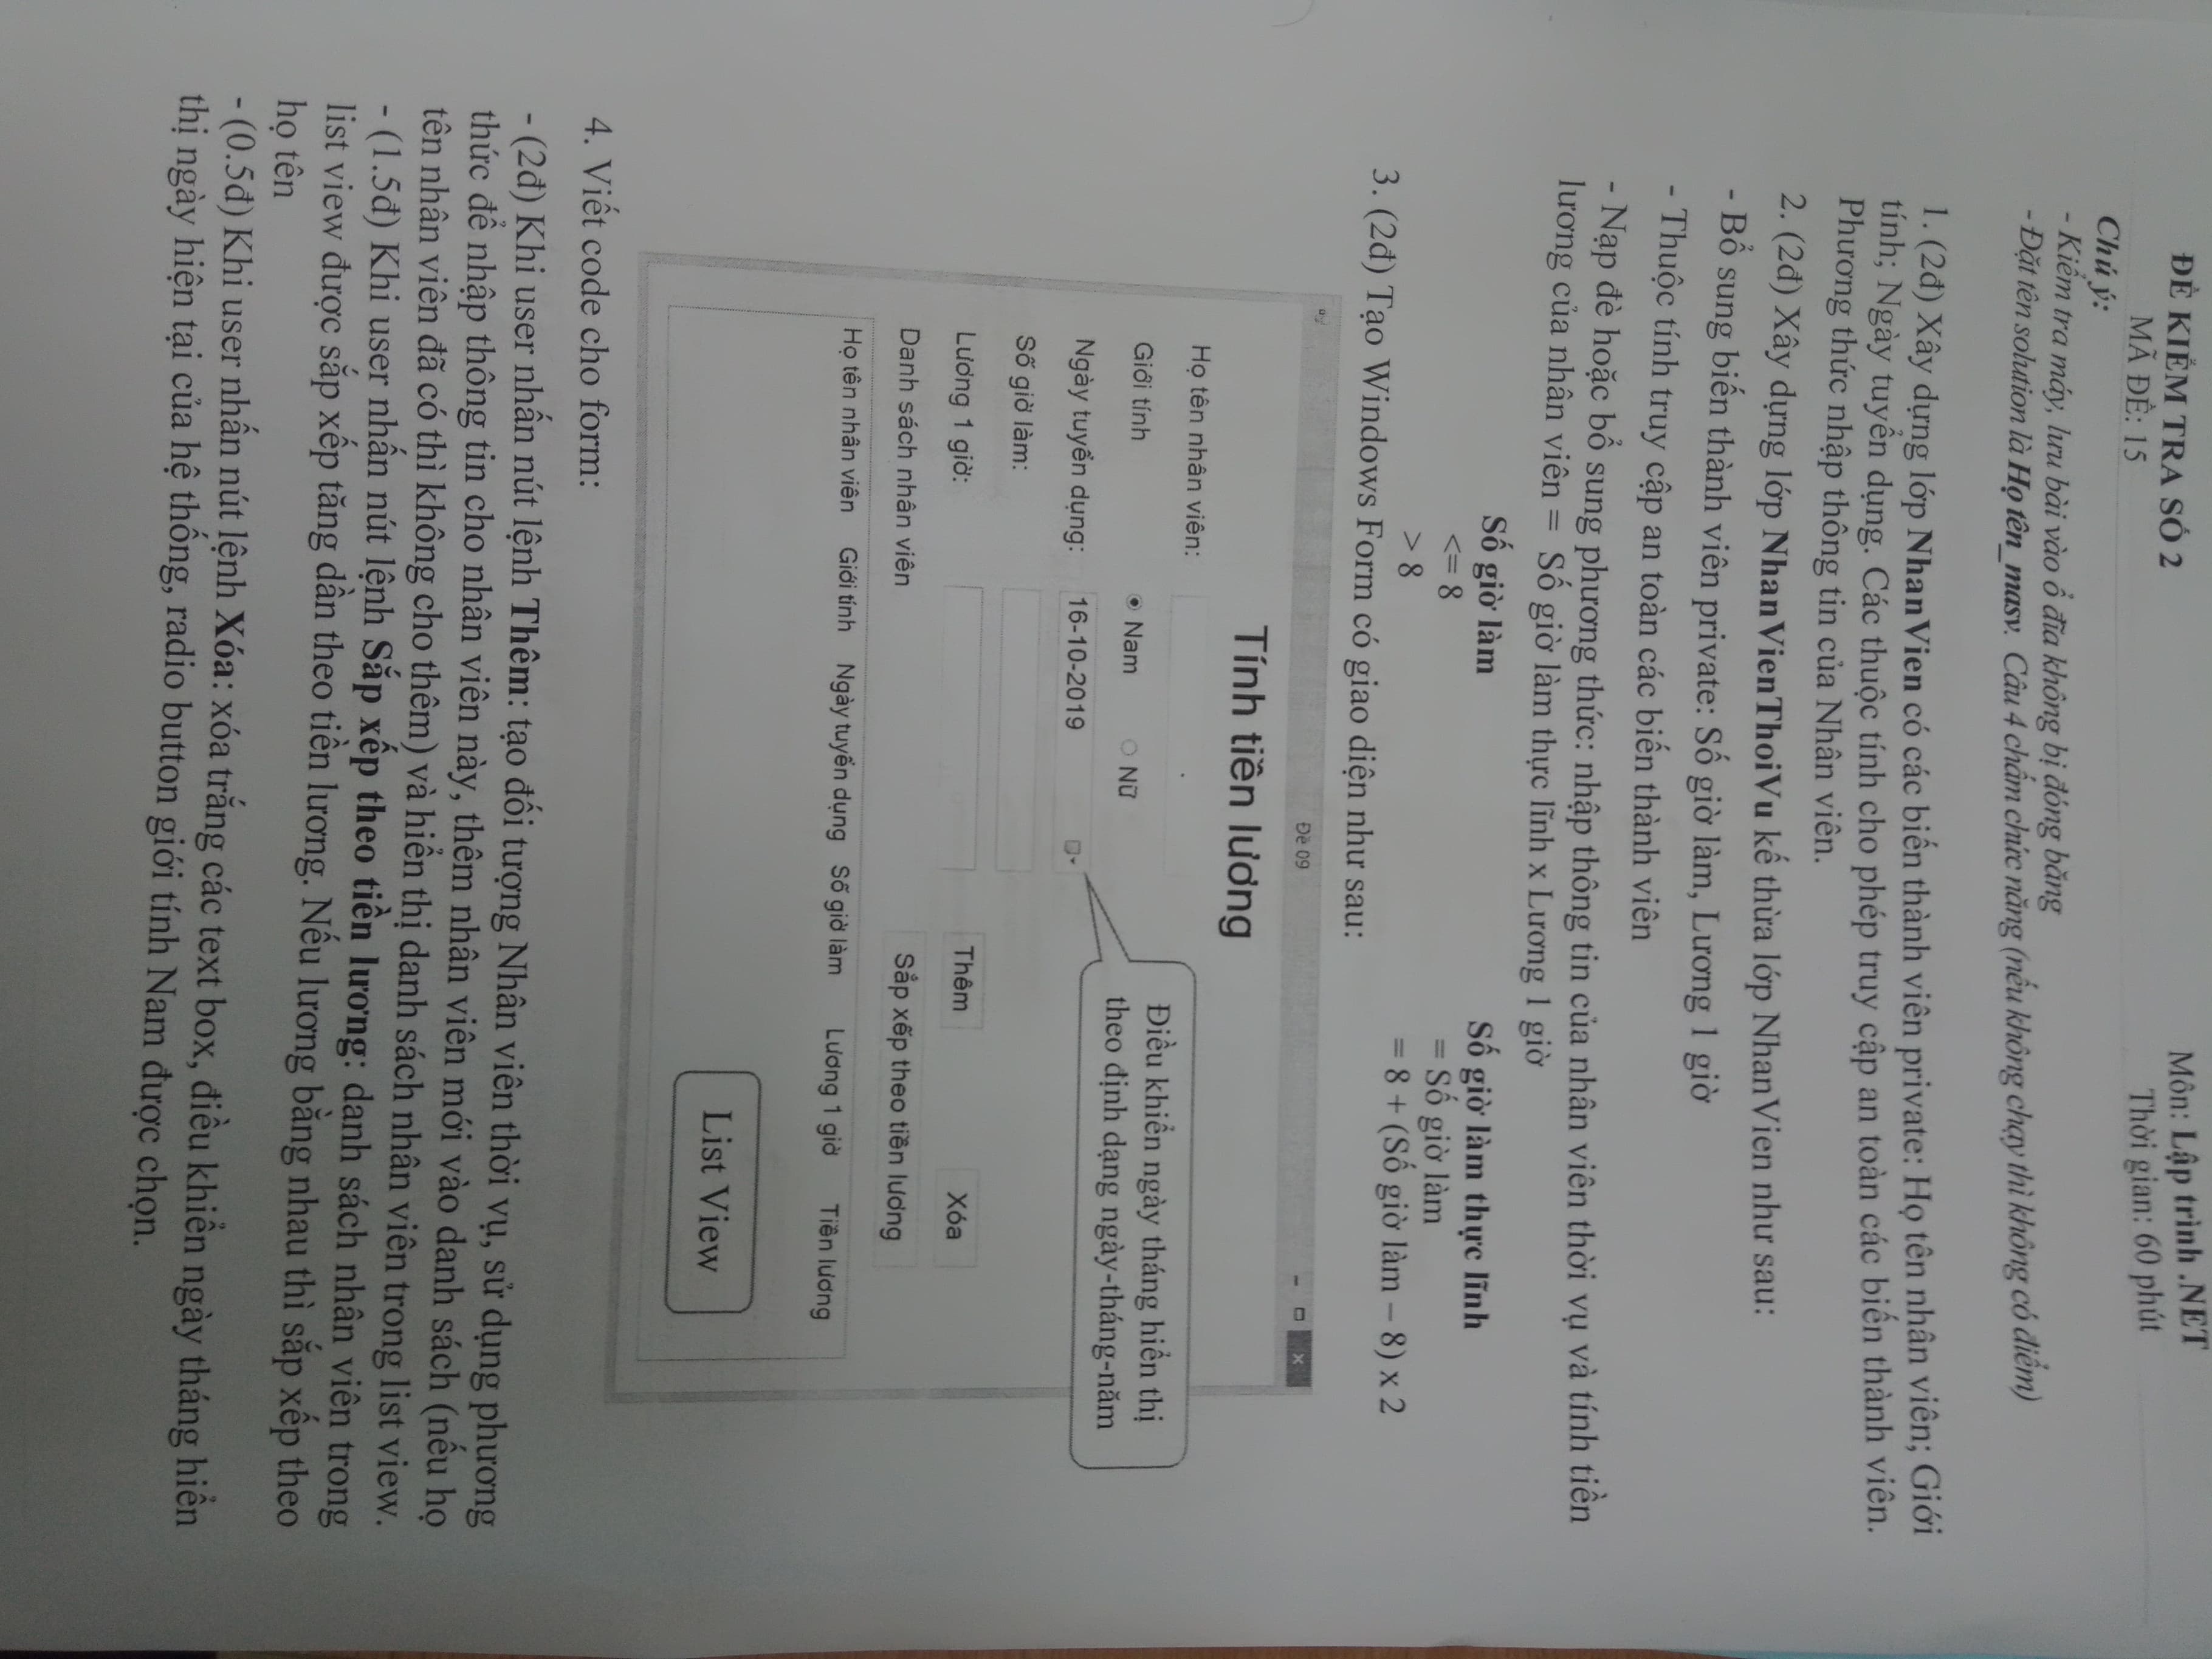 ĐỀ KIỂM TRA SỐ 2
Môn: Lập trình .NET
MÃ ĐỀ: 15
Thời gian: 60 phút
Chú ý:
- Kiểm tra máy, lưu bài vào ổ đĩa không bị đóng băng
- Đặt tên solution là Họ tên_masv. Câu 4 chấm chức năng (nếu không chạy thì không có điểm)
1. (2đ) Xây dựng lớp NhanVien có các biến thành viên private: Họ tên nhân viên; Giới
tính; Ngày tuyển dụng. Các thuộc tính cho phép truy cập an toàn các biến thành viên.
Phương thức nhập thông tin của Nhân viên.
2. (2đ) Xây dựng lớp NhanVienThoiVu kế thừa lớp NhanVien như sau:
- Bổ sung biến thành viên private: Số giờ làm, Lương 1 giờ
- Thuộc tính truy cập an toàn các biến thành viên
- Nạp đè hoặc bổ sung phương thức: nhập thông tin của nhân viên thời vụ và tính tiền
lương của nhân viên = Số giờ làm thực lĩnh x Lương 1 giờ
Số giờ làm
Số giờ làm thực lĩnh
<= 8
= Số giờ làm
> 8
= 8 + (Số giờ làm – 8) x 2
3. (2đ) Tạo Windows Form có giao diện như sau:
Đề 09
Tính tiền lương
Họ tên nhân viên:
Điều khiển ngày tháng hiển thị
theo định dạng ngày-tháng-năm
Giới tính
Nam
Nữ
Ngày tuyển dụng:
16-10-2019
Số giờ làm:
Lương 1 giờ:
Thêm
Xóa
Danh sách nhân viên
Sắp xếp theo tiền lương
Họ tên nhân viên Giới tính Ngày tuyển dụng Số giờ làm Lương 1 giờ Tiền lương
List View
4. Viết code cho form:
- (2đ) Khi user nhấn nút lệnh Thêm: tạo đối tượng Nhân viên thời vụ, sử dụng phương
thức để nhập thông tin cho nhân viên này, thêm nhân viên mới vào danh sách (nếu họ
tên nhân viên đã có thì không cho thêm) và hiển thị danh sách nhân viên trong list view.
- (1.5đ) Khi user nhấn nút lệnh Sắp xếp theo tiền lương: danh sách nhân viên trong
list view được sắp xếp tăng dần theo tiền lương. Nếu lương bằng nhau thì sắp xếp theo
họ tên
- (0.5đ) Khi user nhấn nút lệnh Xóa: xóa trắng các text box, điều khiển ngày tháng hiển
thị ngày hiện tại của hệ thống, radio button giới tính Nam được chọn.